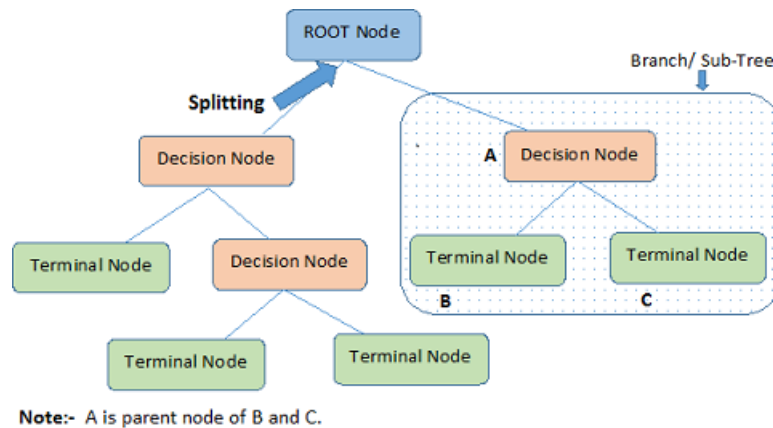 ROOT Node
Branch/ Sub-Tree
Splitting
Decision Node
A
Decision Node
Terminal Node
Decision Node
Terminal Node
Terminal Node
B
C
Terminal Node
Terminal Node
Note:- A is parent node of B and C.